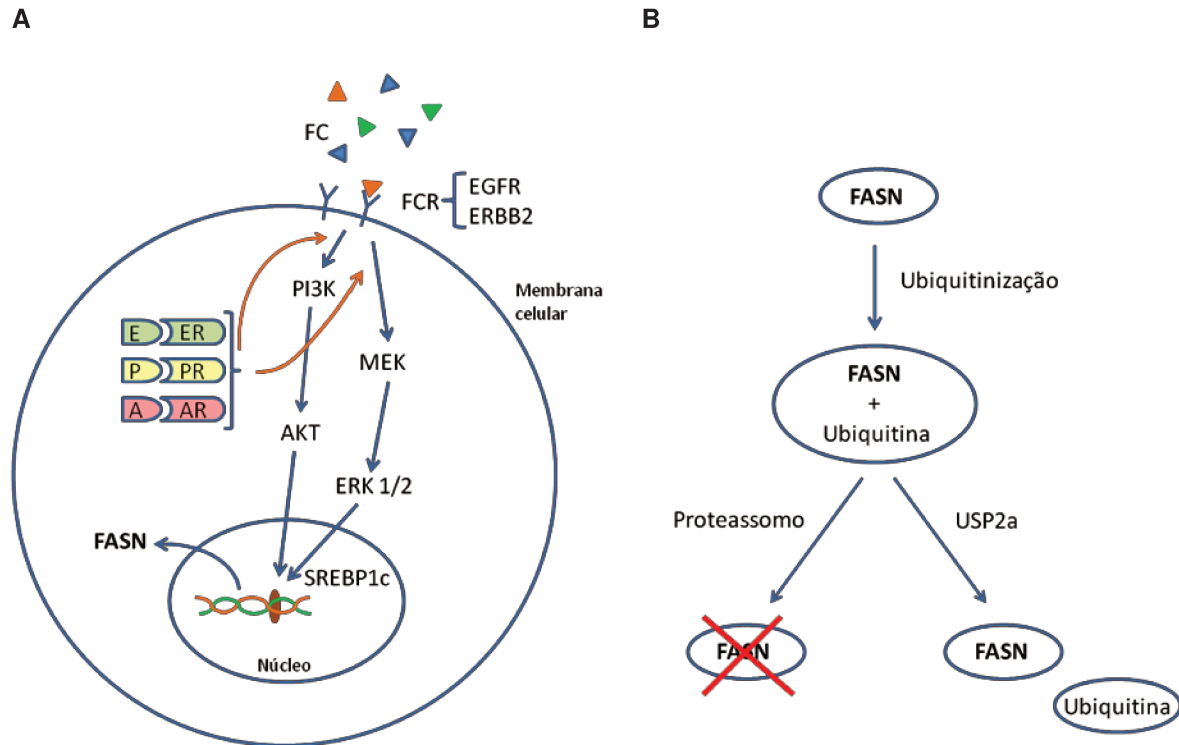 A
FC
FCR
EGFR
ERBB2
PI3K
Membrana
celular
E ER
P PR
A AR
MEK
AKT
ERK 1/2
FASN
SREBP1c
Núcleo
B
FASN
Ubiquitinização
FASN
+
Ubiquitina
Proteassomo
USP2a
FASN
FASN
Ubiquitina